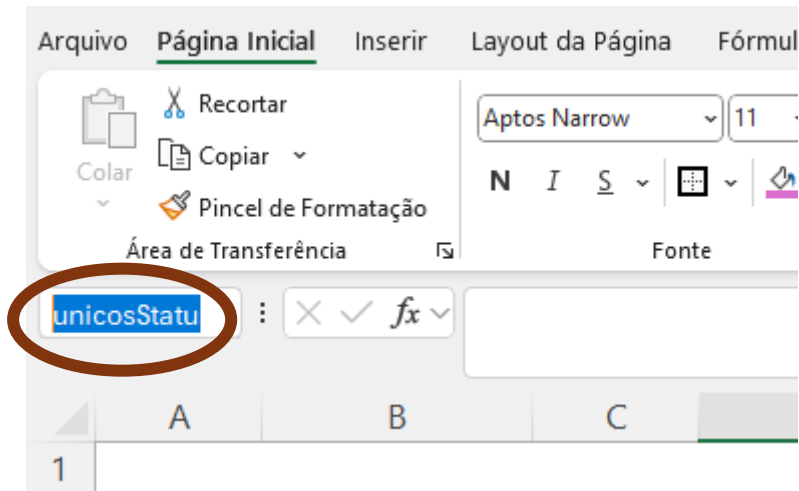 Arquivo Página Inicial Inserir Layout da Página Fórmul
Recortar
Copiar
Colar
Pincel de Formatação
Área de Transferência
Aptos Narrow 11
N I S
Fonte
unicosStatu fx
A B C
1